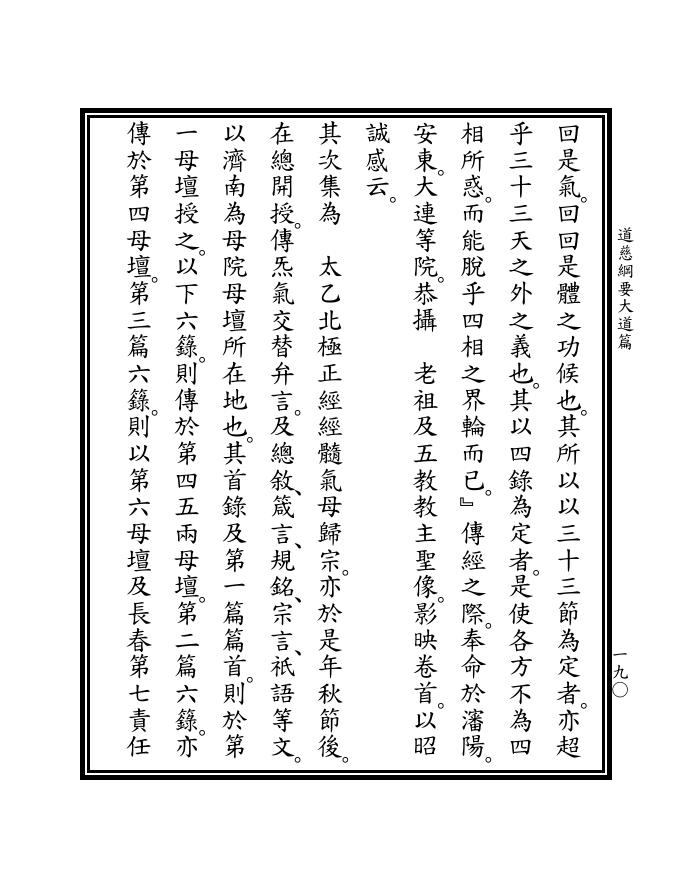 道慈綱要大道篇
一九〇
回是氣。回回是體之功候也。其所以以三十三節為定者。亦超
乎三十三天之外之義也。其以四錄為定者。是使各方不為四
相所惑。而能脫乎四相之界輪而已。』傳經之際。奉命於瀋陽。
安東。大連等院。恭攝　老祖及五教教主聖像。影映卷首。以昭
誠感云。
其次集為　太乙北極正經經髓氣母歸宗。亦於是年秋節後。
在總開授。傳炁氣交替弁言。及總敘、箴言、規銘、宗言、祇語等文。
以濟南為母院母壇所在地也。其首錄及第一篇篇首。則於第
一母壇授之。以下六籙。則傳於第四五兩母壇。第二篇六錄。亦
傳於第四母壇。第三篇六籙。則以第六母壇及長春第七責任